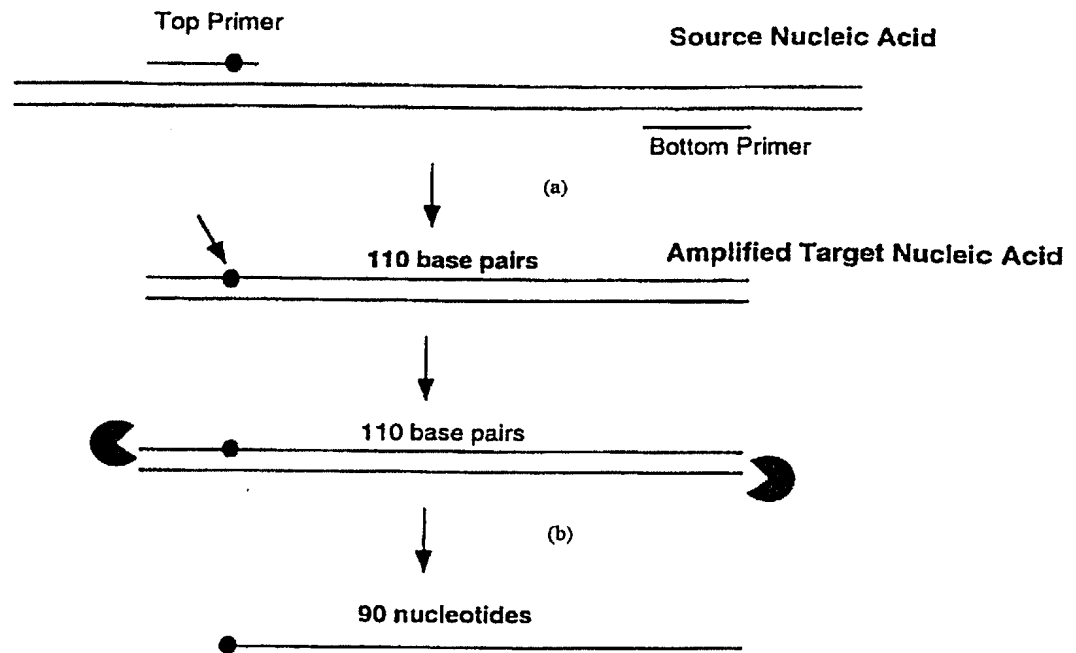 Top Primer
Source Nucleic Acid
Bottom Primer
(a)
110 base pairs
Amplified Target Nucleic Acid
110 base pairs
(b)
90 nucleotides